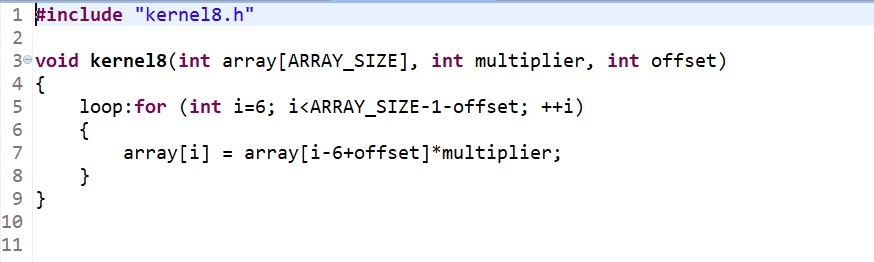 1 #include "kernel8.h"
2
3 void kernel8(int array[ARRAY_SIZE], int multiplier, int offset)
4 {
5     loop:for (int i=6; i<ARRAY_SIZE-1-offset; ++i)
6     {
7         array[i] = array[i-6+offset]*multiplier;
8     }
9 }
10
11